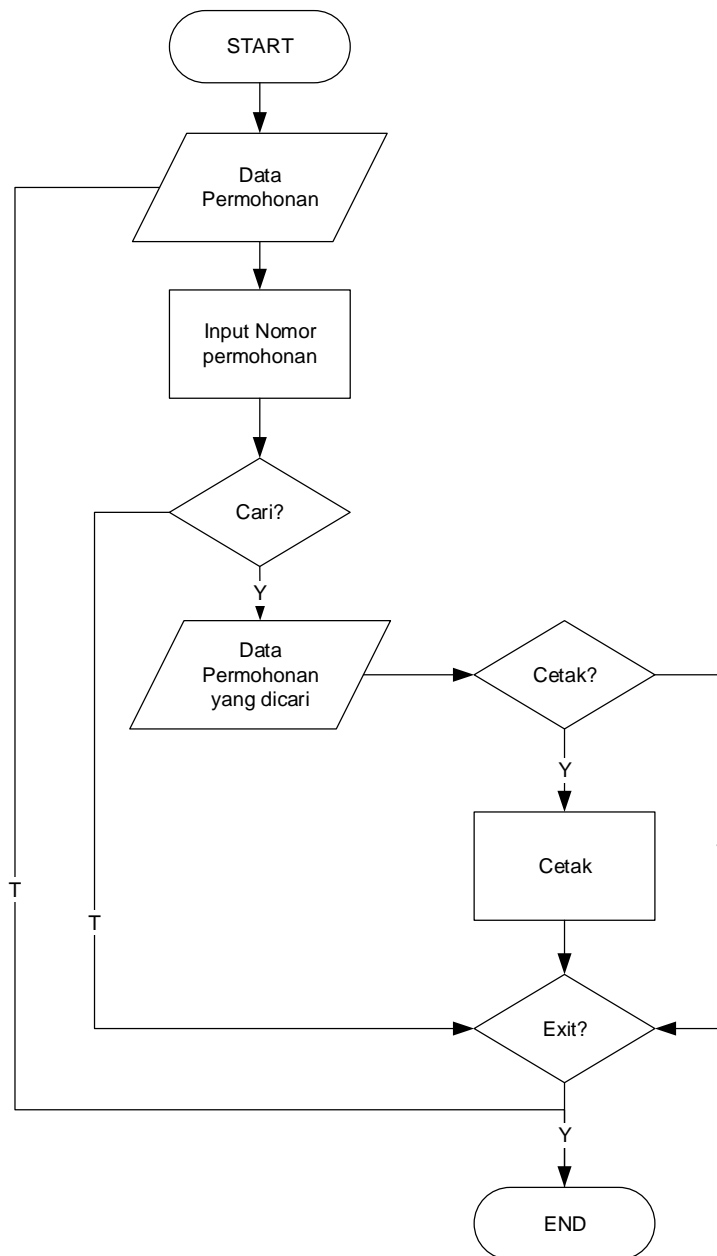 START
Data
Permohonan
Input Nomor
permohonan
Cari?
Y
Data
Permohonan
yang dicari
Cetak?
Y
Cetak
T
T
Exit?
Y
END